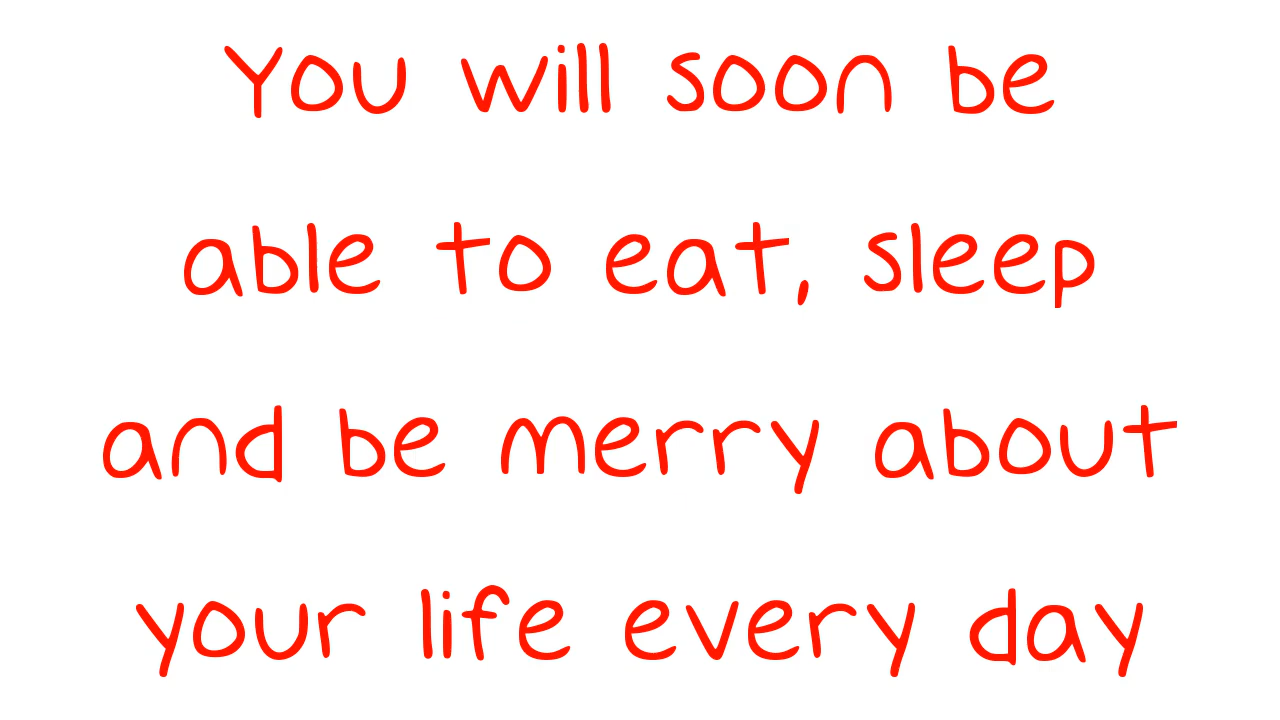 You will soon be
able to eat, sleep
and be merry about
your life every day